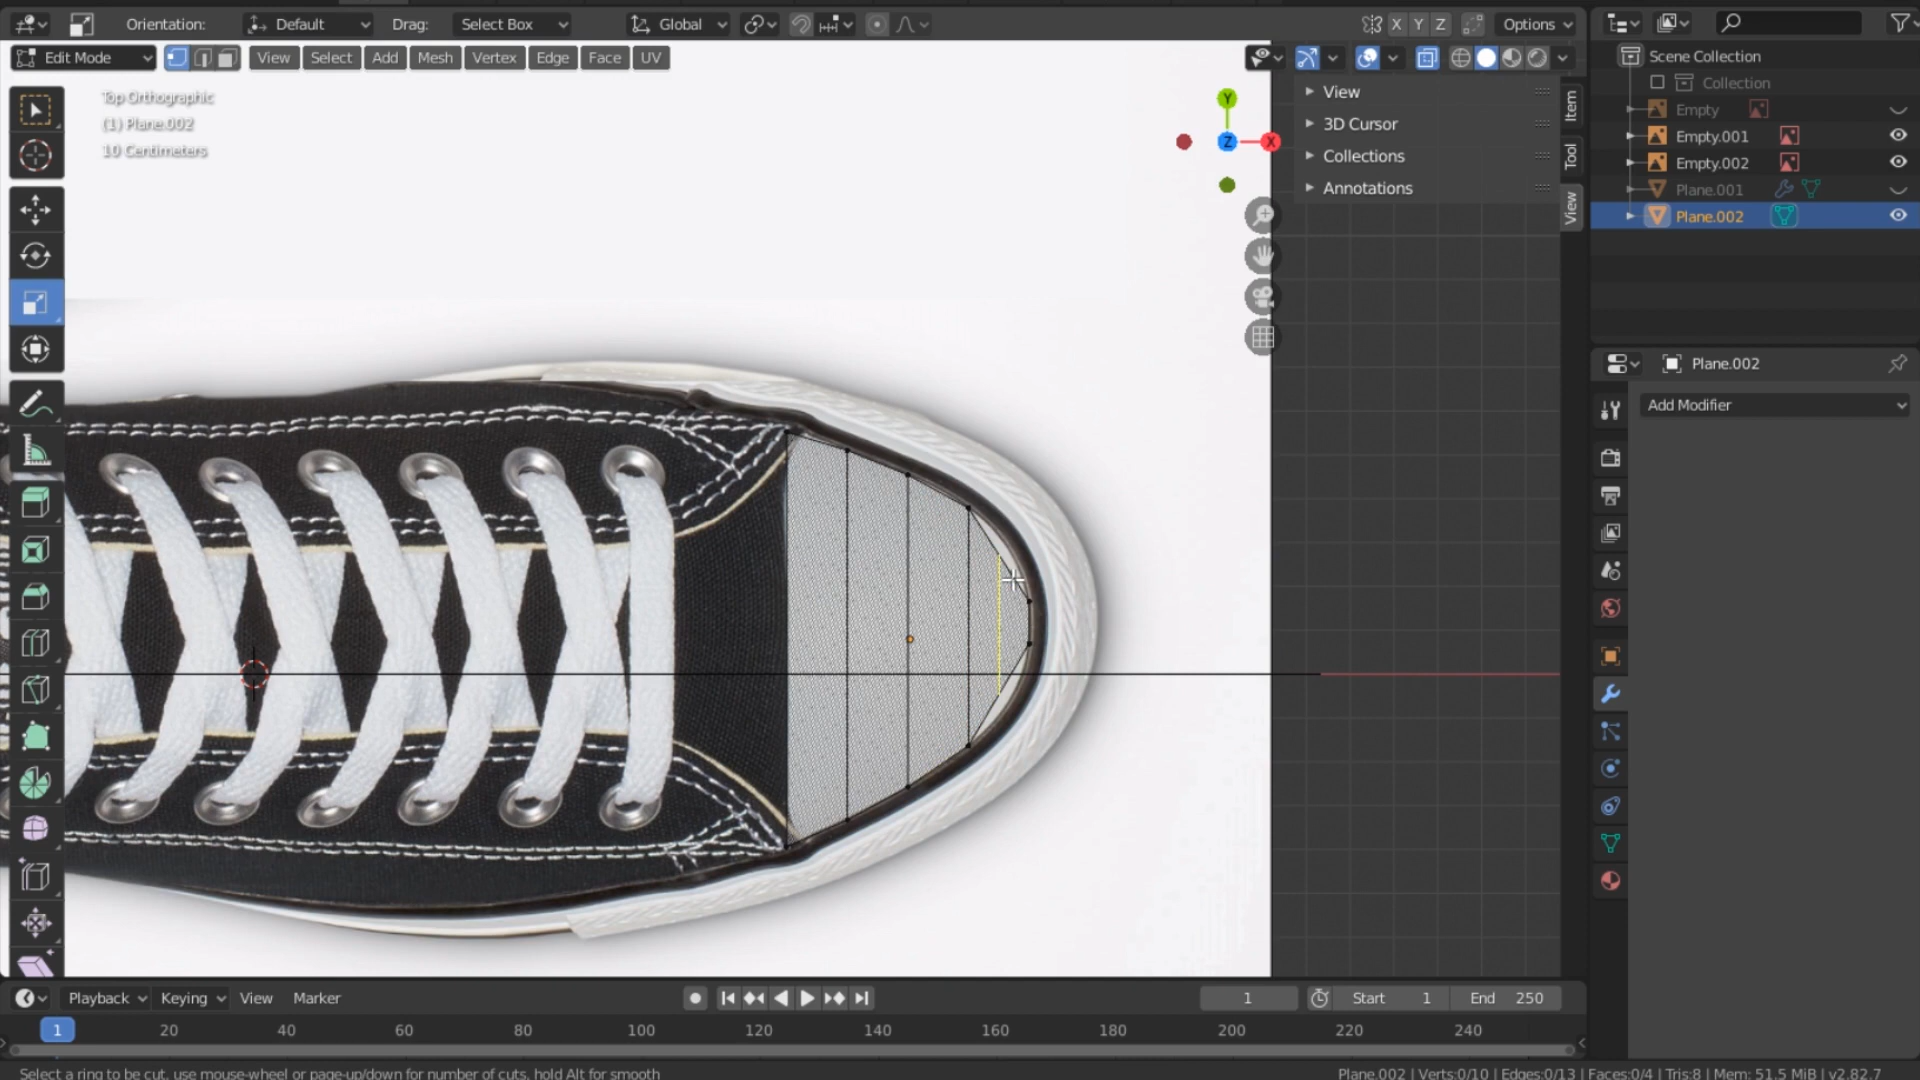 Orientation: Default Drag: Select Box Global X Y Z Options
Edit Mode View Select Add Mesh Vertex Edge Face UV
Top Orthographic
(1) Plane.002
10 Centimeters
Y
Z
X
View
3D Cursor
Collections
Annotations
Item
Tool
View
Scene Collection
Collection
Empty
Empty.001
Empty.002
Plane.001
Plane.002
Plane.002
Add Modifier
Playback Keying View Marker 1 Start 1 End 250
1 20 40 60 80 100 120 140 160 180 200 220 240
Select a ring to be cut, use mouse-wheel or page-up/down for number of cuts, hold Alt for smooth
Plane.002 | Verts:0/10 | Edges:0/13 | Faces:0/4 | Tris:8 | Mem: 51.5 MiB | v2.82.7